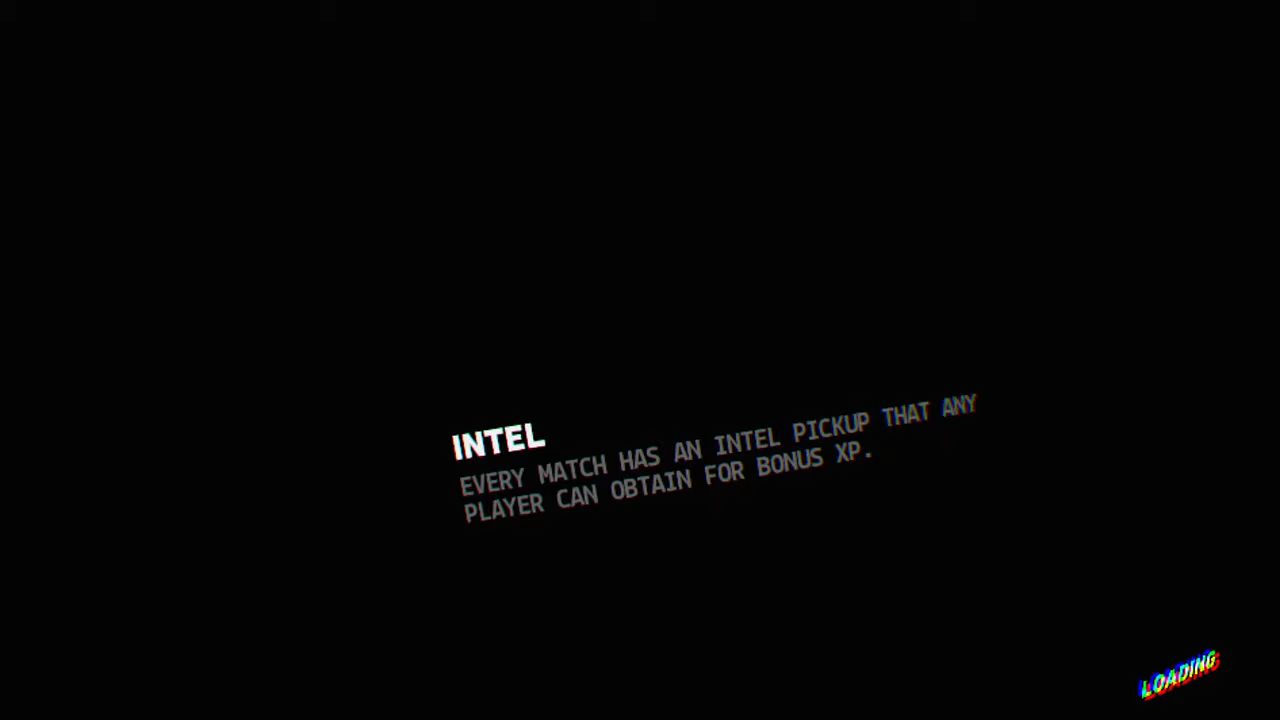 INTEL
EVERY MATCH HAS AN INTEL PICKUP THAT ANY
PLAYER CAN OBTAIN FOR BONUS XP.
LOADING